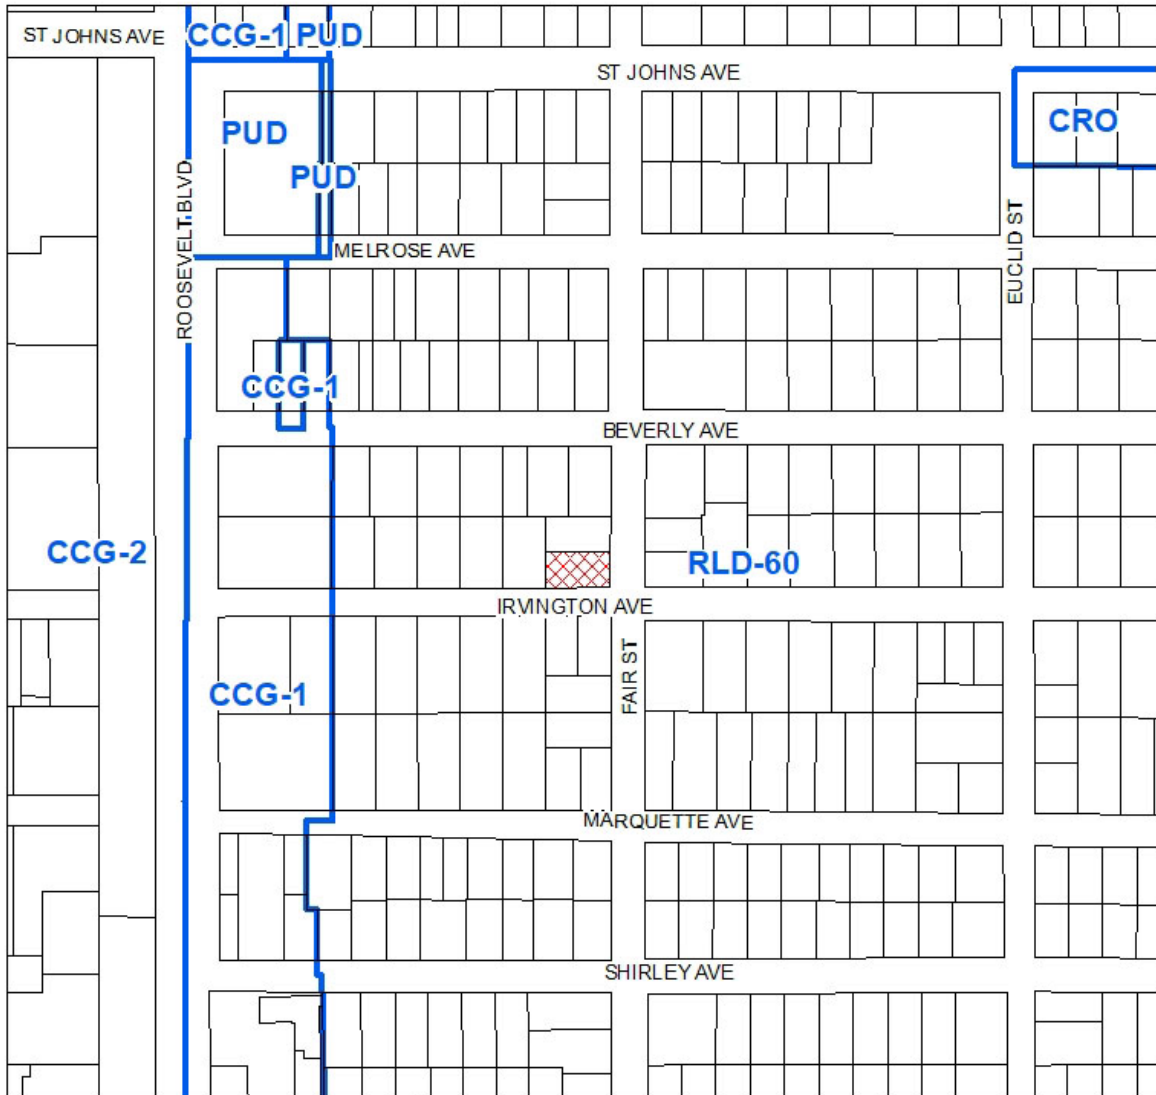 ST JOHNS AVE
CCG-1
PUD
ST JOHNS AVE
PUD
CRO
PUD
ROOSEVELT BLVD
MELROSE AVE
EUCLID ST
CCG-1
BEVERLY AVE
CCG-2
RLD-60
IRVINGTON AVE
FAIR ST
CCG-1
MARQUETTE AVE
SHIRLEY AVE